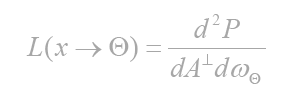 L(x → Θ) = d²P / dA⊥dω_Θ